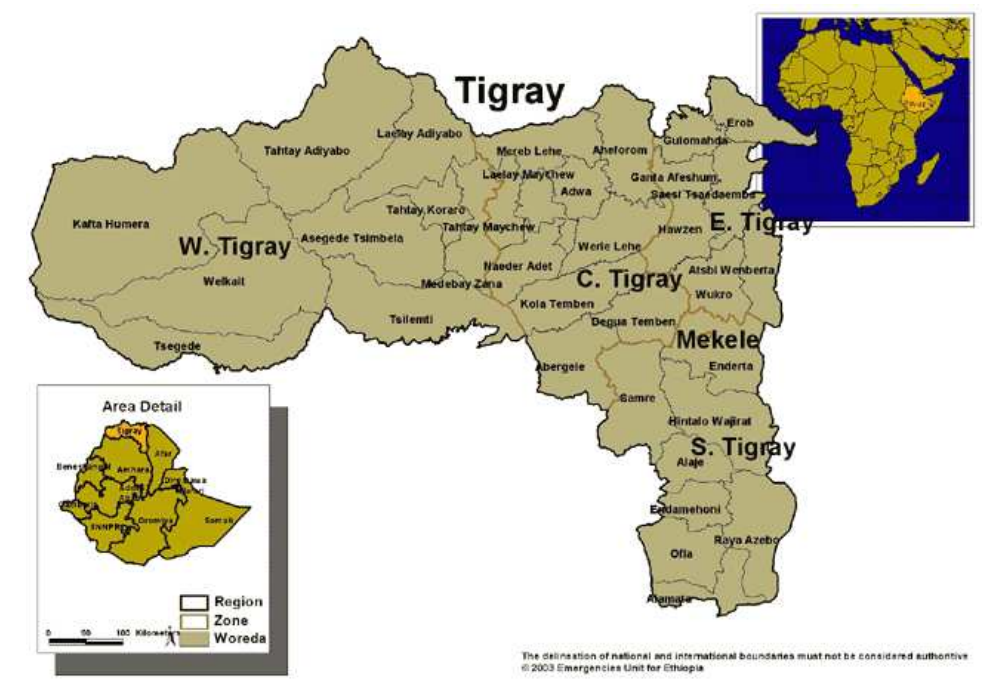 Tigray
Erob
Laelay Adiyabo
Gulomahda
Tahtay Adiyabo
Mereb Lehe
Aheferom
Laelay Maychew
Ganta Afeshum
Adwa
Saesi Tsaedaemba
Tahtay Koraro
Kafta Humera
E. Tigray
Tahtay Maychew
Hawzen
W. Tigray
Asegede Tsimbela
Werie Lehe
Naeder Adet
Atsbi Wenberta
Welkait
C. Tigray
Medebay Zana
Wukro
Kola Temben
Tsilemti
Degua Temben
Mekele
Tsegede
Abergele
Enderta
Samre
Hintalo Wajirat
S. Tigray
Alaje
Endamehoni
Raya Azebo
Ofla
Alamata
Area Detail
Tigray
Afar
Amhara
SNNPR
Oromiya
Somali
Region
Zone
Woreda
0 50 100 Kilometers
The delineation of national and international boundaries must not be considered authoritive
© 2003 Emergencies Unit for Ethiopia